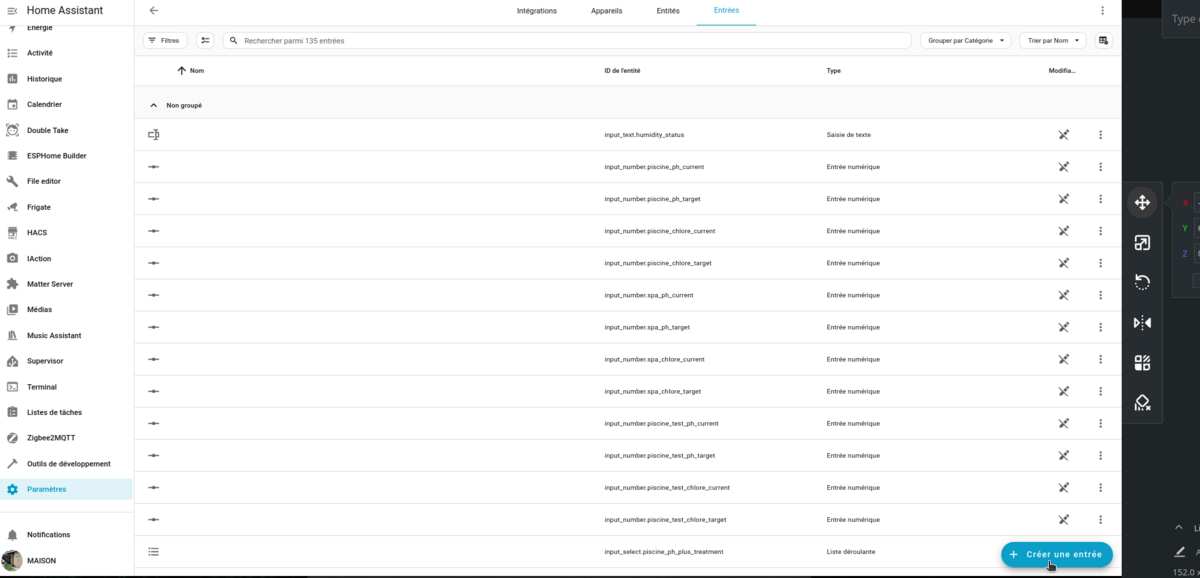 Home Assistant
Intégrations
Appareils
Entités
Entrées
Type
Énergie
Activité
Historique
Calendrier
Double Take
ESPHome Builder
File editor
Frigate
HACS
IAction
Matter Server
Médias
Music Assistant
Supervisor
Terminal
Listes de tâches
Zigbee2MQTT
Outils de développement
Paramètres
Notifications
MAISON
Filtres
Rechercher parmi 135 entrées
Grouper par Catégorie
Trier par Nom
Nom ID de l'entité Type Modifia...
Non groupé
input_text.humidity_status Saisie de texte
input_number.piscine_ph_current Entrée numérique
input_number.piscine_ph_target Entrée numérique
input_number.piscine_chlore_current Entrée numérique
input_number.piscine_chlore_target Entrée numérique
input_number.spa_ph_current Entrée numérique
input_number.spa_ph_target Entrée numérique
input_number.spa_chlore_current Entrée numérique
input_number.spa_chlore_target Entrée numérique
input_number.piscine_test_ph_current Entrée numérique
input_number.piscine_test_ph_target Entrée numérique
input_number.piscine_test_chlore_current Entrée numérique
input_number.piscine_test_chlore_target Entrée numérique
input_select.piscine_ph_plus_treatment Liste déroulante
+ Créer une entrée
X
Y
Z
152.0